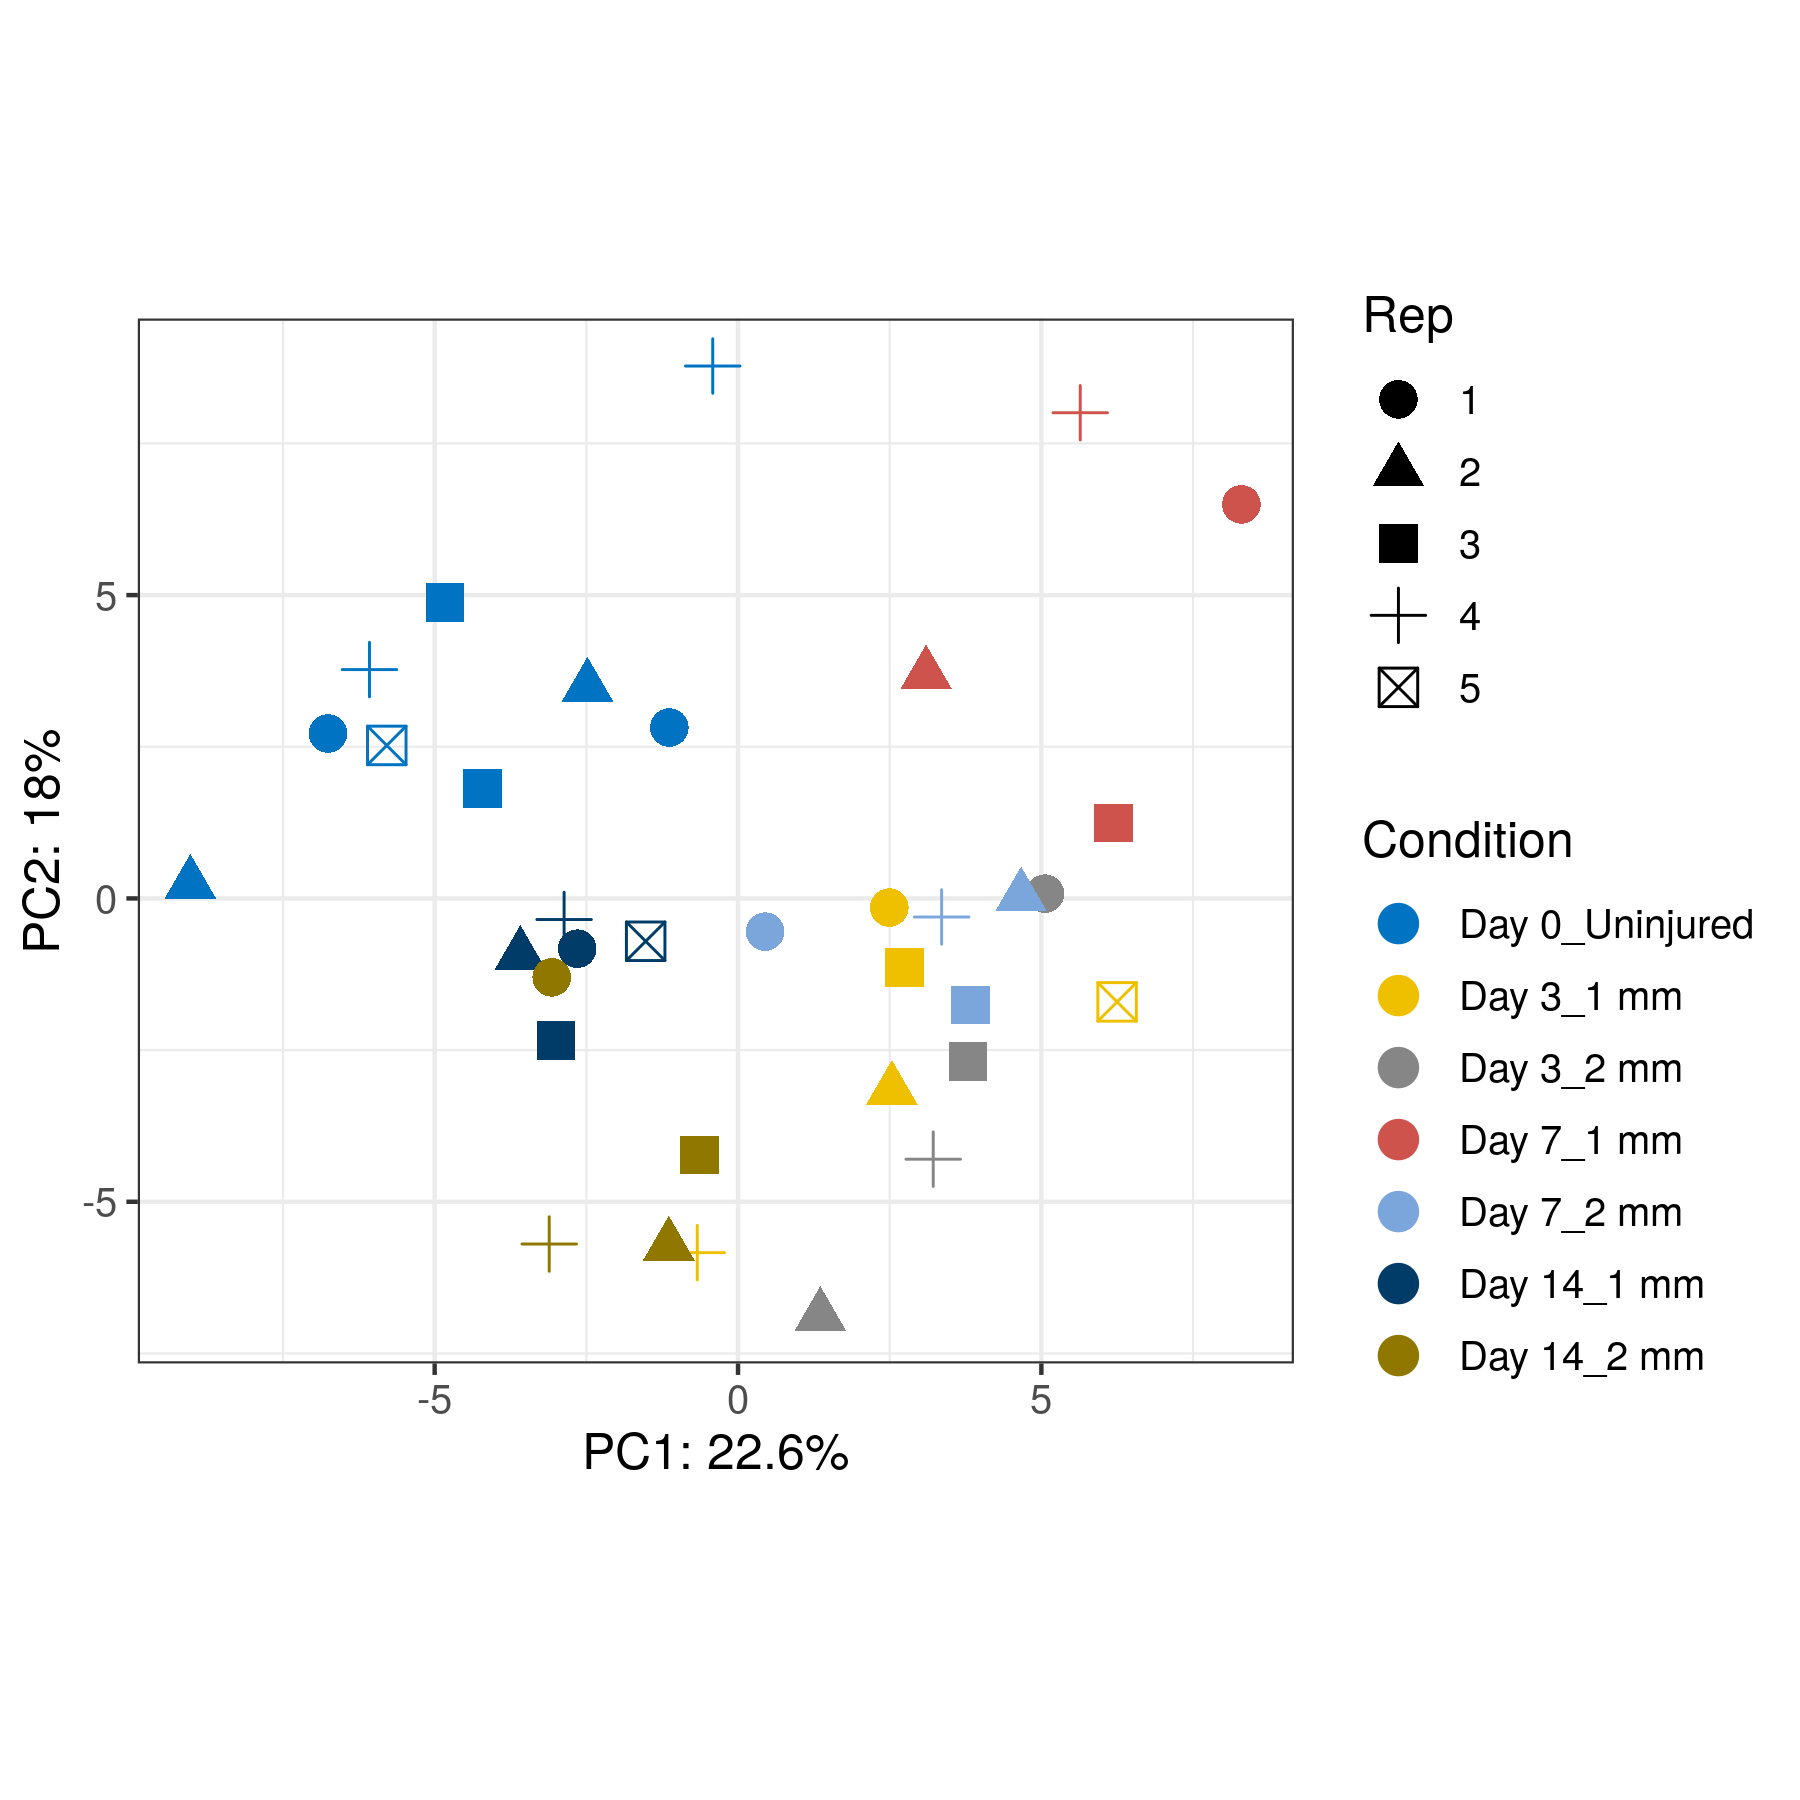 PC2: 18%
5
0
-5
-5
0
5
PC1: 22.6%
Rep
1
2
3
4
5
Condition
Day 0_Uninjured
Day 3_1 mm
Day 3_2 mm
Day 7_1 mm
Day 7_2 mm
Day 14_1 mm
Day 14_2 mm